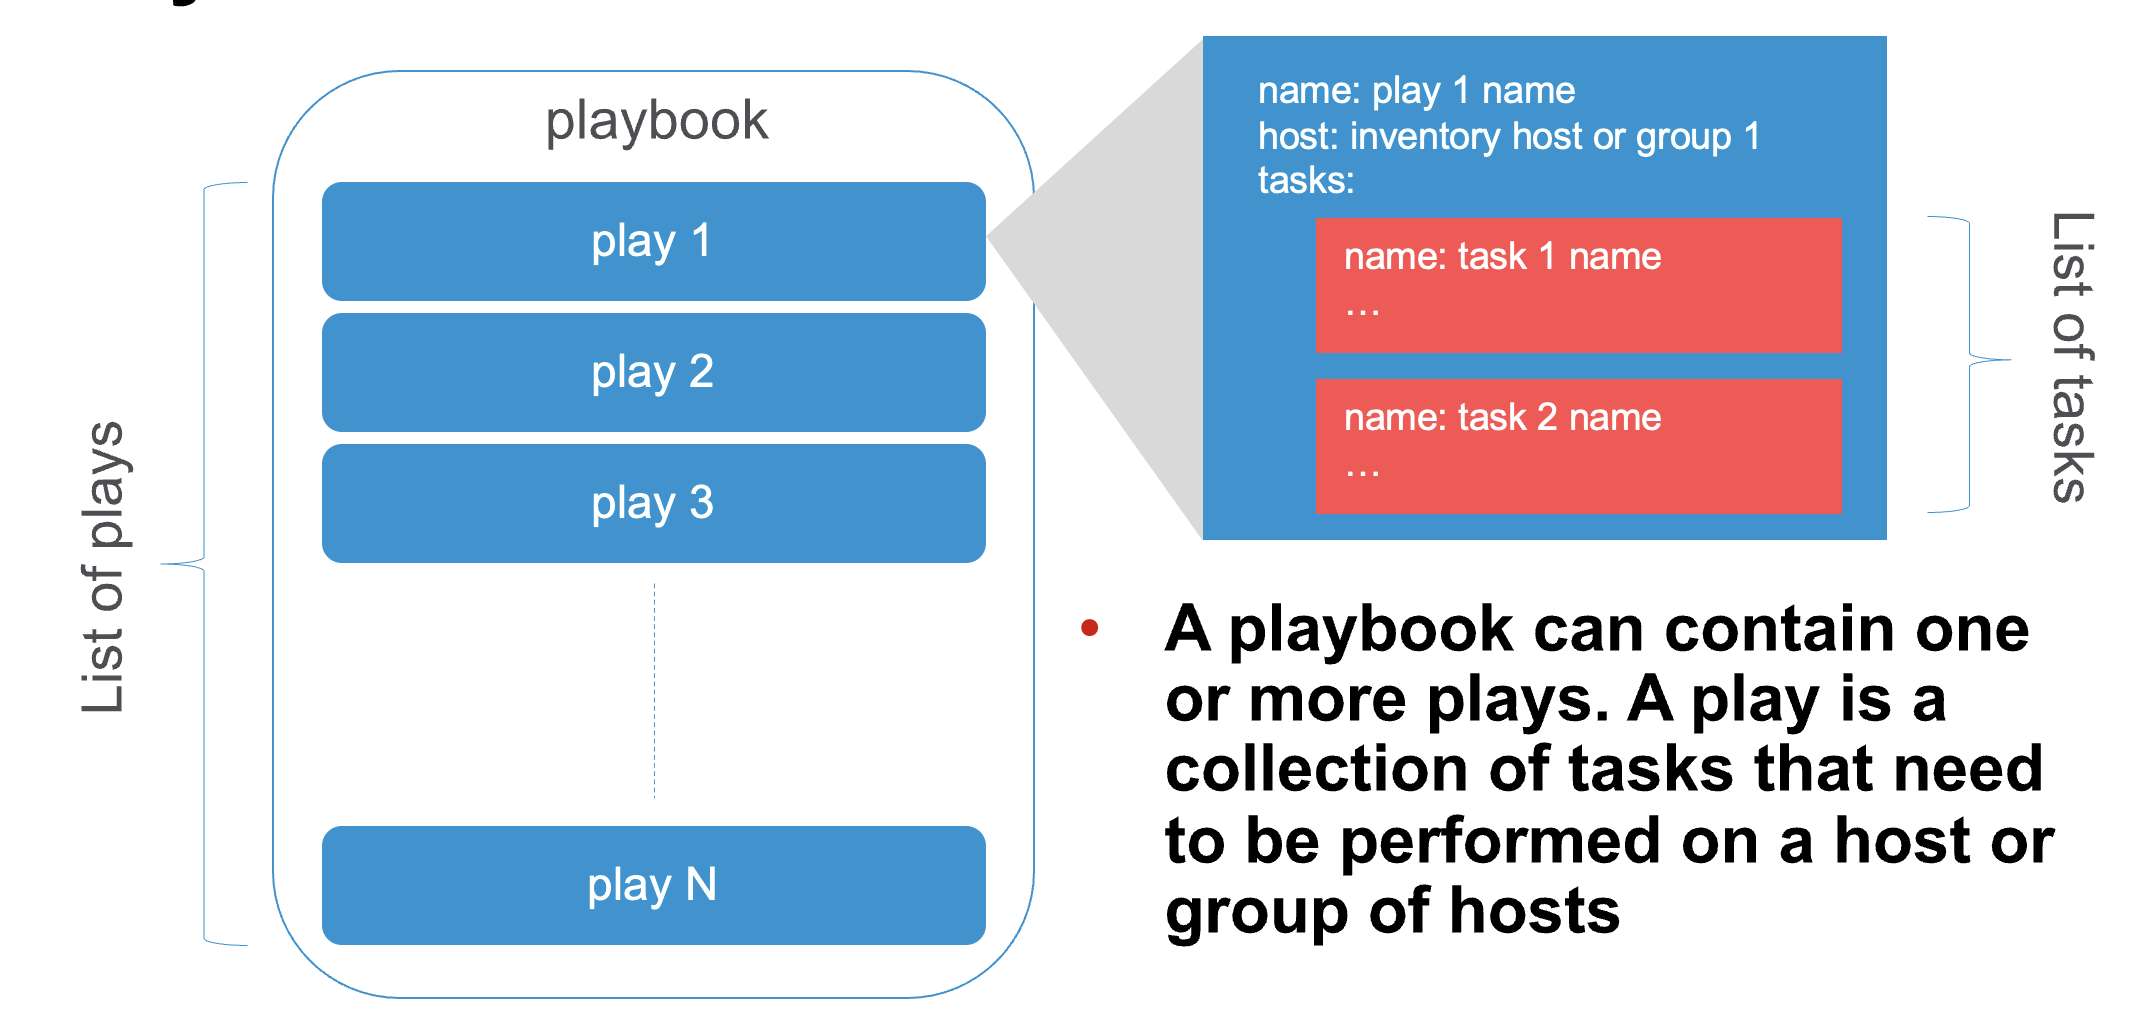 playbook
List of plays
play 1
play 2
play 3
play N
name: play 1 name
host: inventory host or group 1
tasks:
name: task 1 name
…
name: task 2 name
…
List of tasks
• A playbook can contain one
or more plays. A play is a
collection of tasks that need
to be performed on a host or
group of hosts